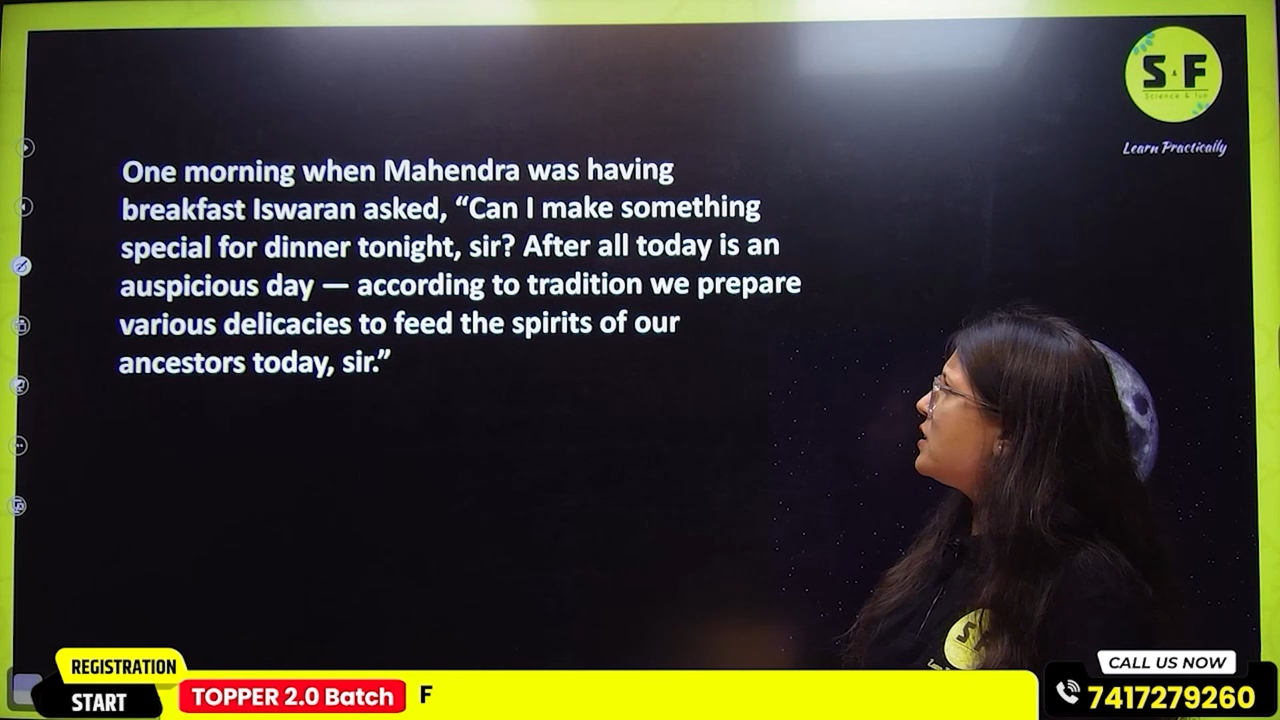 S&F
Science & fun
Learn Practically
One morning when Mahendra was having
breakfast Iswaran asked, “Can I make something
special for dinner tonight, sir? After all today is an
auspicious day — according to tradition we prepare
various delicacies to feed the spirits of our
ancestors today, sir.”
REGISTRATION
START
TOPPER 2.0 Batch
F
CALL US NOW
7417279260